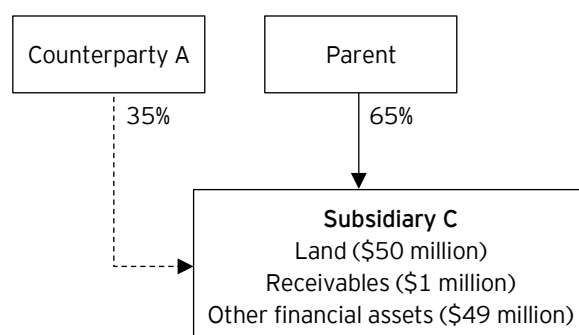 Counterparty A
Parent
35%
65%
Subsidiary C
Land ($50 million)
Receivables ($1 million)
Other financial assets ($49 million)